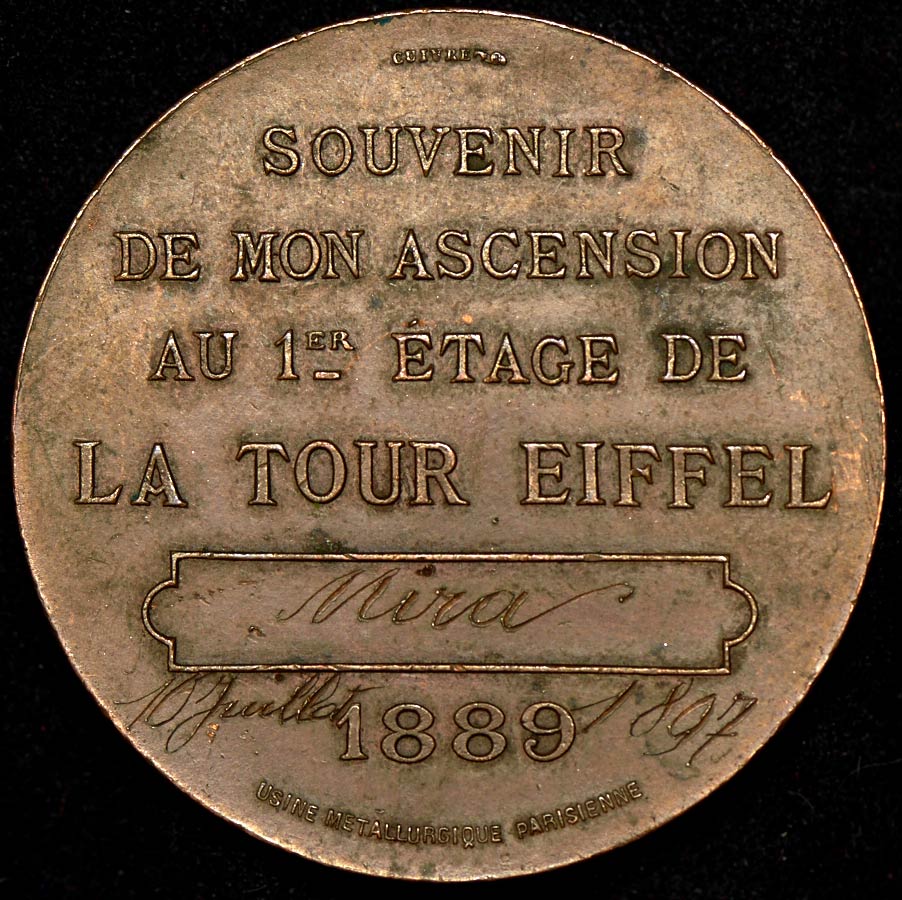 CUIVRE
SOUVENIR
DE MON ASCENSION
AU 1ER ÉTAGE DE
LA TOUR EIFFEL
Mira
10 Juillet 1889 1897
USINE METALLURGIQUE PARISIENNE